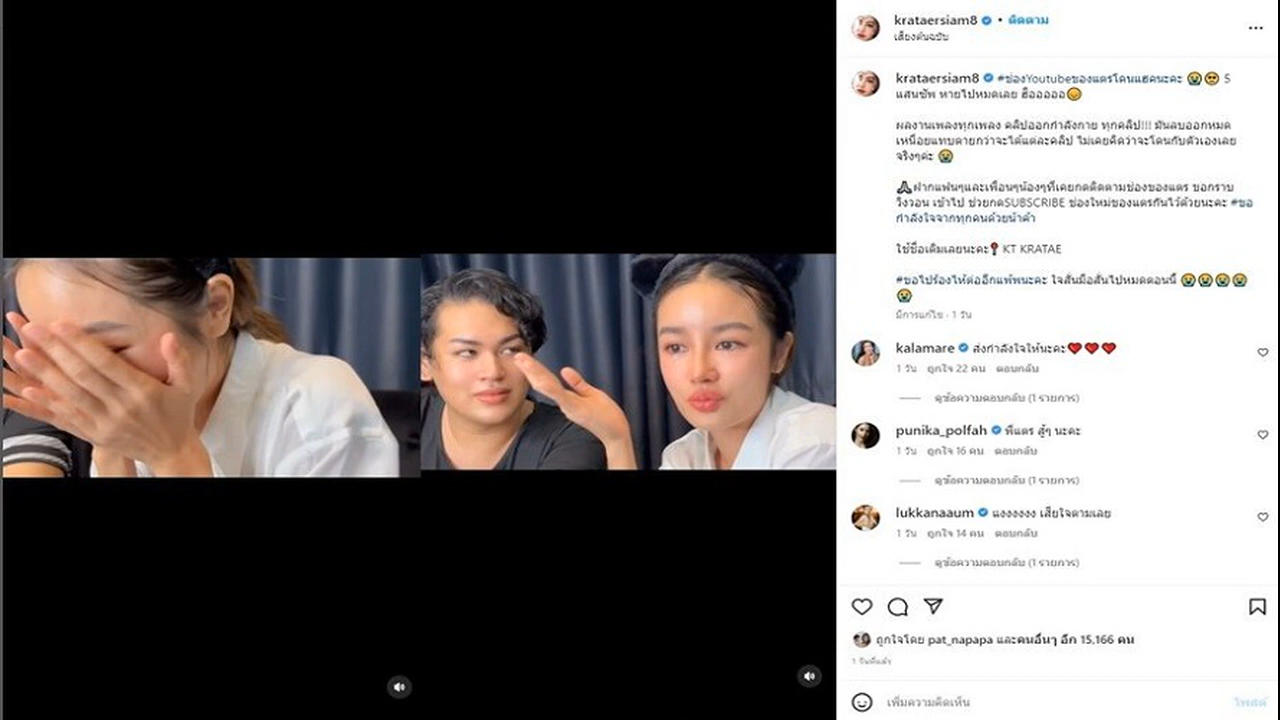 krataersiam8 • ติดตาม
เสียงต้นฉบับ
krataersiam8 #ช่องYoutubeของแตรโดนแฮคนะคะ 😭🥺 5
แสนซัพ หายไปหมดเลย ฮืออออออ😞
ผลงานเพลงทุกเพลง คลิปออกกำลังกาย ทุกคลิป!!! มันลบออกหมด
เหนื่อยแทบตายกว่าจะได้แต่ละคลิป ไม่เคยคิดว่าจะโดนกับตัวเองเลย
จริงๆค่ะ 😭
🙏ฝากแฟนๆและเพื่อนๆน้องๆที่เคยกดติดตามช่องของแตร ขอกราบ
วิงวอน เข้าไป ช่วยกดSUBSCRIBE ช่องใหม่ของแตรกันไว้ด้วยนะคะ #ขอ
กำลังใจจากทุกคนด้วยน้าค้า
ใช้ชื่อเดิมเลยนะคะ🎈 KT KRATAE
#ขอไปร้องไห้ต่ออีกแพ้พนะคะ ใจสั่นมือสั่นไปหมดตอนนี้ 😭😭😭😭
😭
มีการแก้ไข · 1 วัน
kalamare ส่งกำลังใจให้นะคะ❤️❤️❤️
1 วัน ถูกใจ 22 คน ตอบกลับ
ดูข้อความตอบกลับ (1 รายการ)
punika_polfah พี่แตร สู้ๆ นะคะ
1 วัน ถูกใจ 16 คน ตอบกลับ
ดูข้อความตอบกลับ (1 รายการ)
lukkanaaum แงงงงงง เสียใจตามเลย
1 วัน ถูกใจ 14 คน ตอบกลับ
ดูข้อความตอบกลับ (1 รายการ)
ถูกใจโดย pat_napapa และคนอื่นๆ อีก 15,166 คน
1 วันที่แล้ว
เพิ่มความคิดเห็น โพสต์